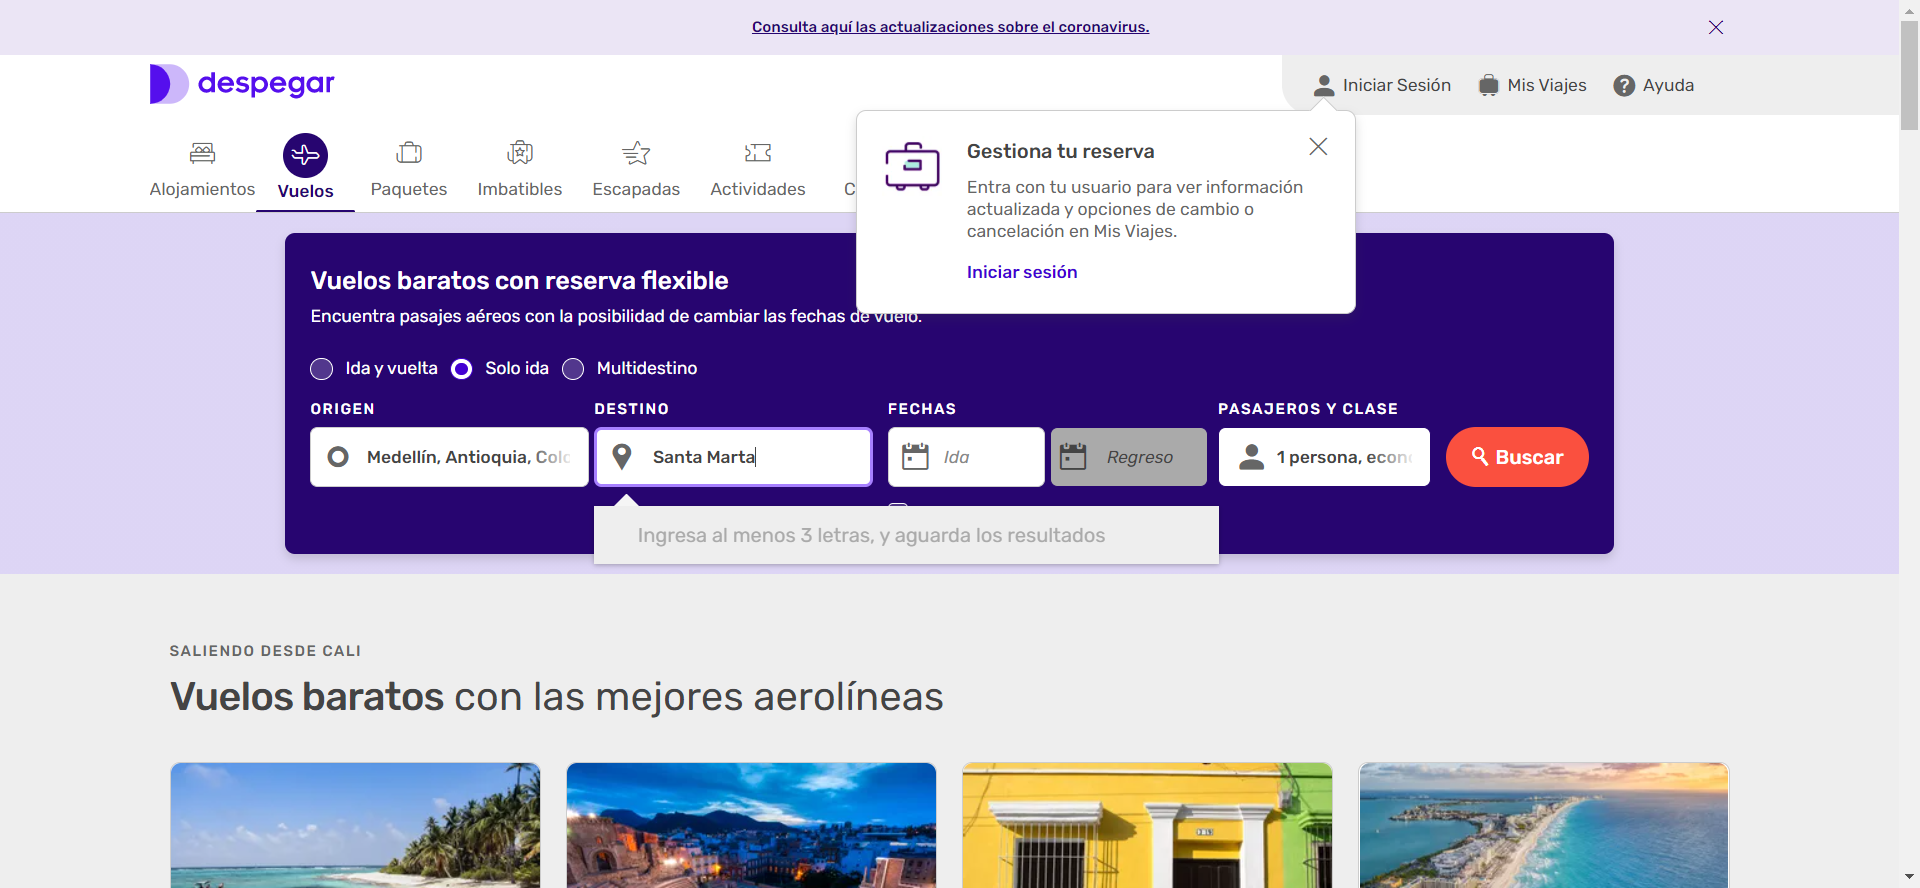 Consulta aquí las actualizaciones sobre el coronavirus.
despegar
Iniciar Sesión
Mis Viajes
Ayuda
Alojamientos
Vuelos
Paquetes
Imbatibles
Escapadas
Actividades
C
Gestiona tu reserva
Entra con tu usuario para ver información
actualizada y opciones de cambio o
cancelación en Mis Viajes.
Iniciar sesión
Vuelos baratos con reserva flexible
Encuentra pasajes aéreos con la posibilidad de cambiar las fechas de vuelo.
Ida y vuelta
Solo ida
Multidestino
ORIGEN
DESTINO
FECHAS
PASAJEROS Y CLASE
Medellín, Antioquia, Colo
Santa Marta
Ida
Regreso
1 persona, econo
Buscar
Ingresa al menos 3 letras, y aguarda los resultados
SALIENDO DESDE CALI
Vuelos baratos con las mejores aerolíneas